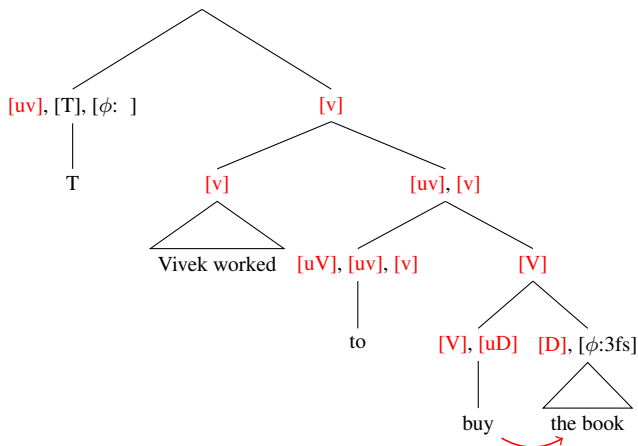 [uv], [T], [ϕ: ]
[v]
T
[v]
[uv], [v]
Vivek worked
[uV], [uv], [v]
[V]
to
[V], [uD]
[D], [ϕ:3fs]
buy
the book